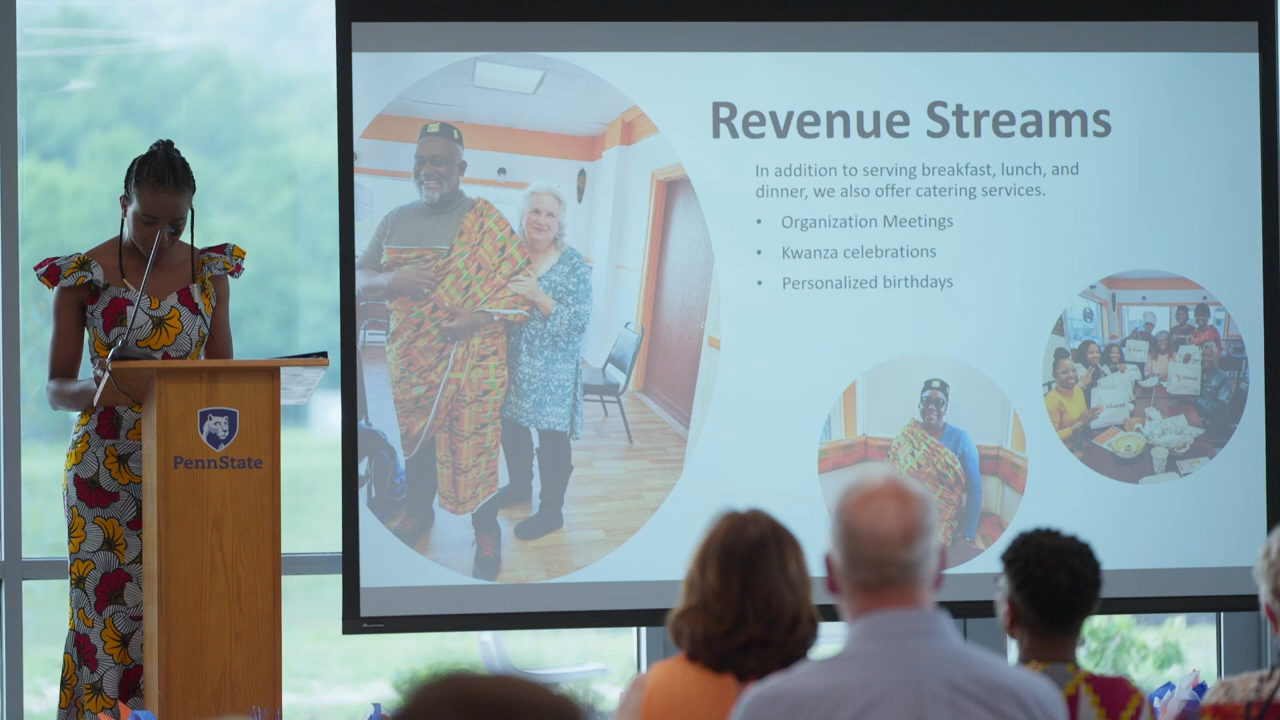 Revenue Streams
In addition to serving breakfast, lunch, and
dinner, we also offer catering services.
• Organization Meetings
• Kwanza celebrations
• Personalized birthdays
PennState